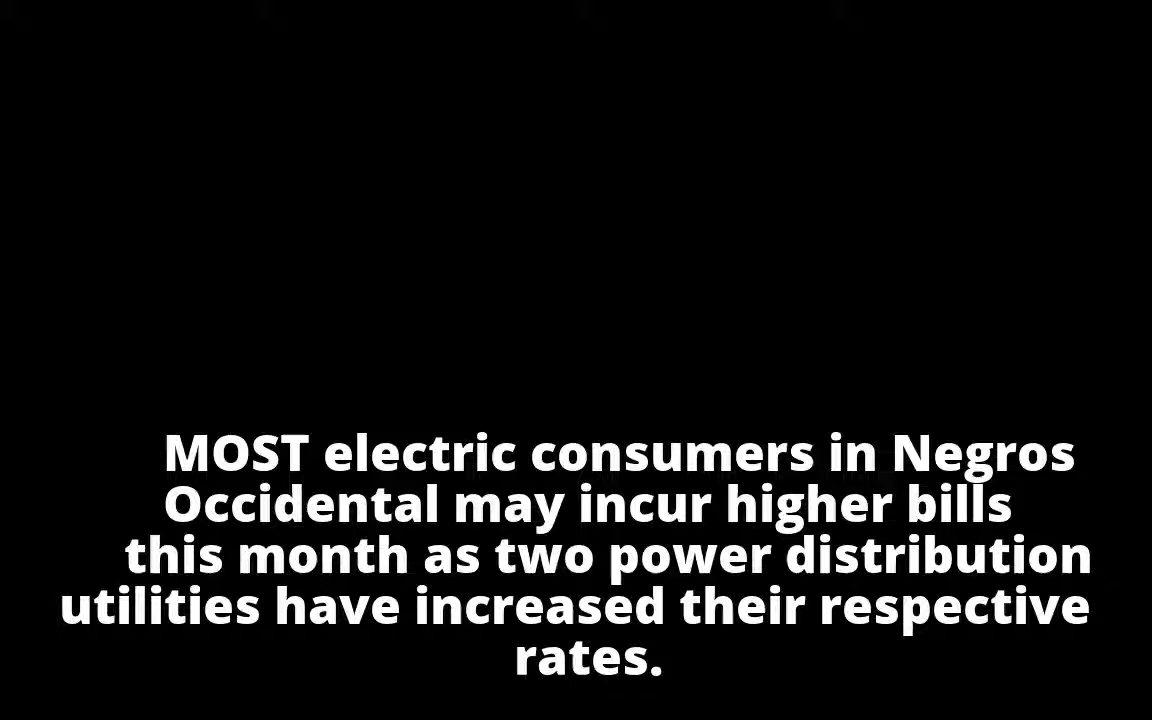 MOST electric consumers in Negros
Occidental may incur higher bills
this month as two power distribution
utilities have increased their respective
rates.